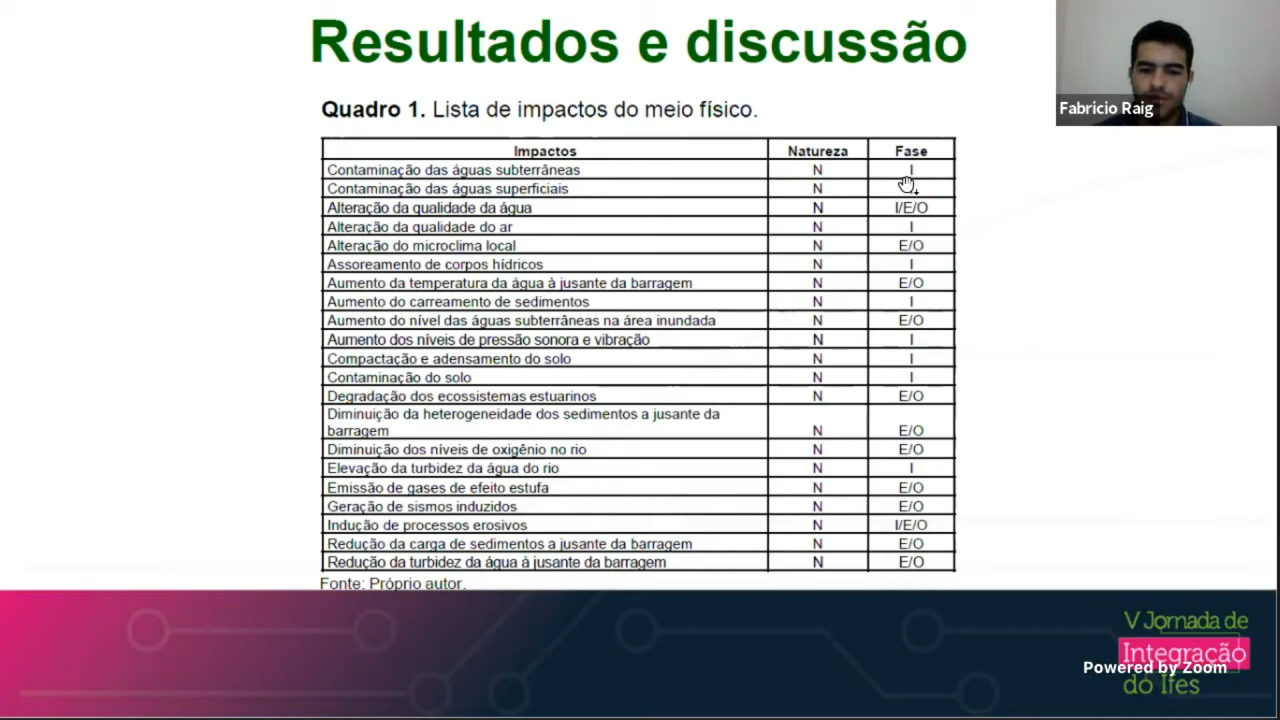 Resultados e discussão
Fabricio Raig
Quadro 1. Lista de impactos do meio físico.
Impactos Natureza Fase
Contaminação das águas subterrâneas N I
Contaminação das águas superficiais N
Alteração da qualidade da água N I/E/O
Alteração da qualidade do ar N I
Alteração do microclima local N E/O
Assoreamento de corpos hídricos N I
Aumento da temperatura da água à jusante da barragem N E/O
Aumento do carreamento de sedimentos N I
Aumento do nível das águas subterrâneas na área inundada N E/O
Aumento dos níveis de pressão sonora e vibração N I
Compactação e adensamento do solo N I
Contaminação do solo N I
Degradação dos ecossistemas estuarinos N E/O
Diminuição da heterogeneidade dos sedimentos a jusante da
barragem N E/O
Diminuição dos níveis de oxigênio no rio N E/O
Elevação da turbidez da água do rio N I
Emissão de gases de efeito estufa N E/O
Geração de sismos induzidos N E/O
Indução de processos erosivos N I/E/O
Redução da carga de sedimentos a jusante da barragem N E/O
Redução da turbidez da água à jusante da barragem N E/O
Fonte: Próprio autor.
V Jornada de
Integração
Powered by Zoom
do Ifes